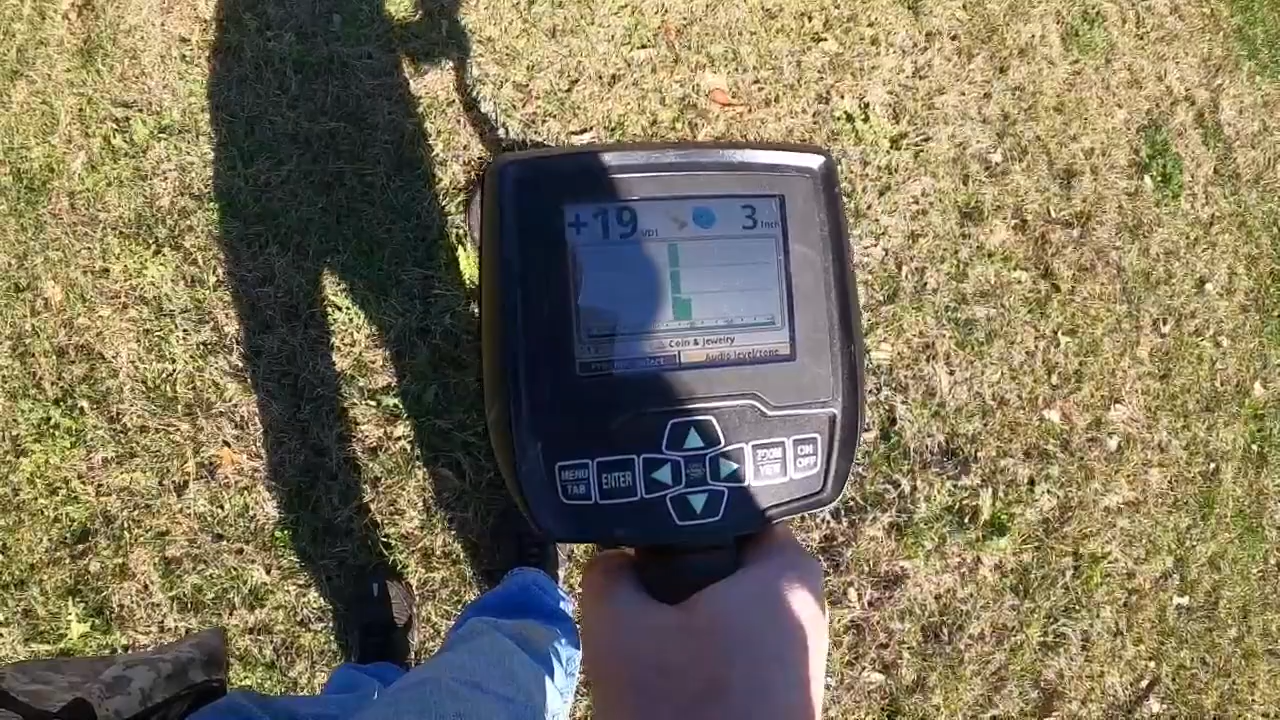 +19 VDI 3 Inch
Coin & Jewelry
Audio level/tone
MENU ENTER ZOOM ON
TAB VIEW OFF